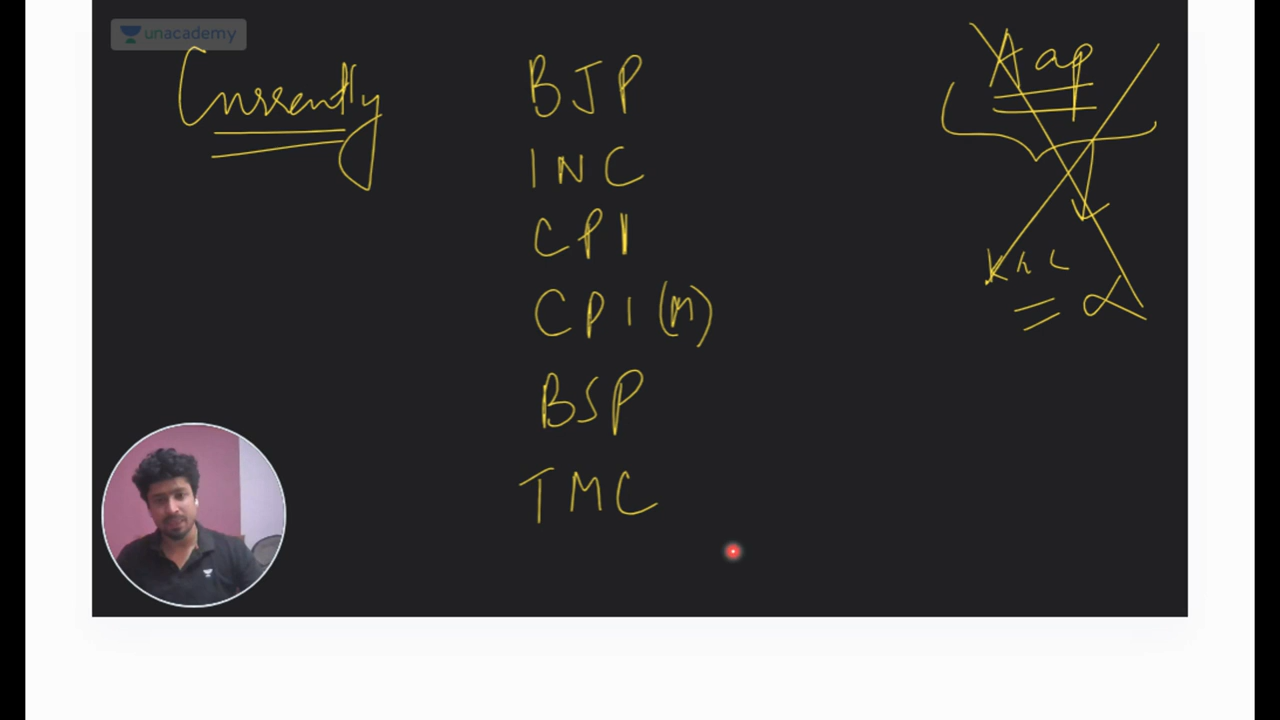 unacademy
Currently
BJP
INC
CPI
CPI (M)
BSP
TMC
Aap